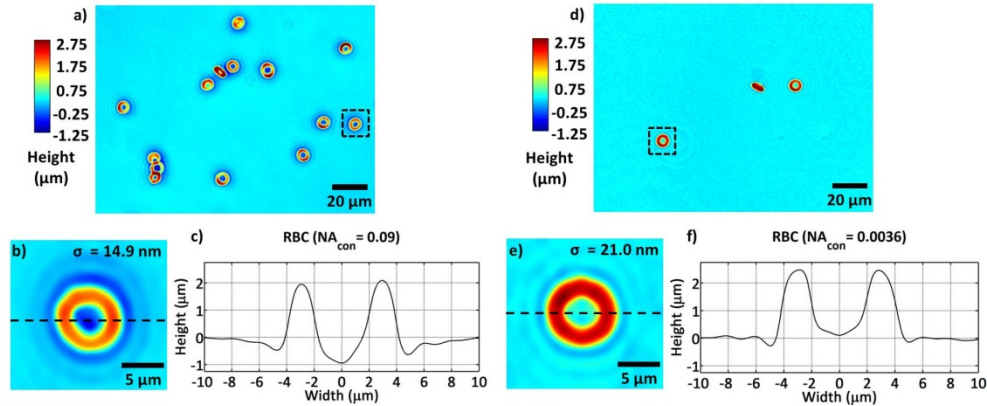 a)
2.75
1.75
0.75
-0.25
-1.25
Height
(μm)
20 μm
d)
2.75
1.75
0.75
-0.25
-1.25
Height
(μm)
20 μm
b)
σ = 14.9 nm
5 μm
c)
RBC (NAcon= 0.09)
Height (μm)
2
1
0
-1
-10 -8 -6 -4 -2 0 2 4 6 8 10
Width (μm)
e)
σ = 21.0 nm
5 μm
f)
RBC (NAcon= 0.0036)
Height (μm)
2
1
0
-1
-10 -8 -6 -4 -2 0 2 4 6 8 10
Width (μm)